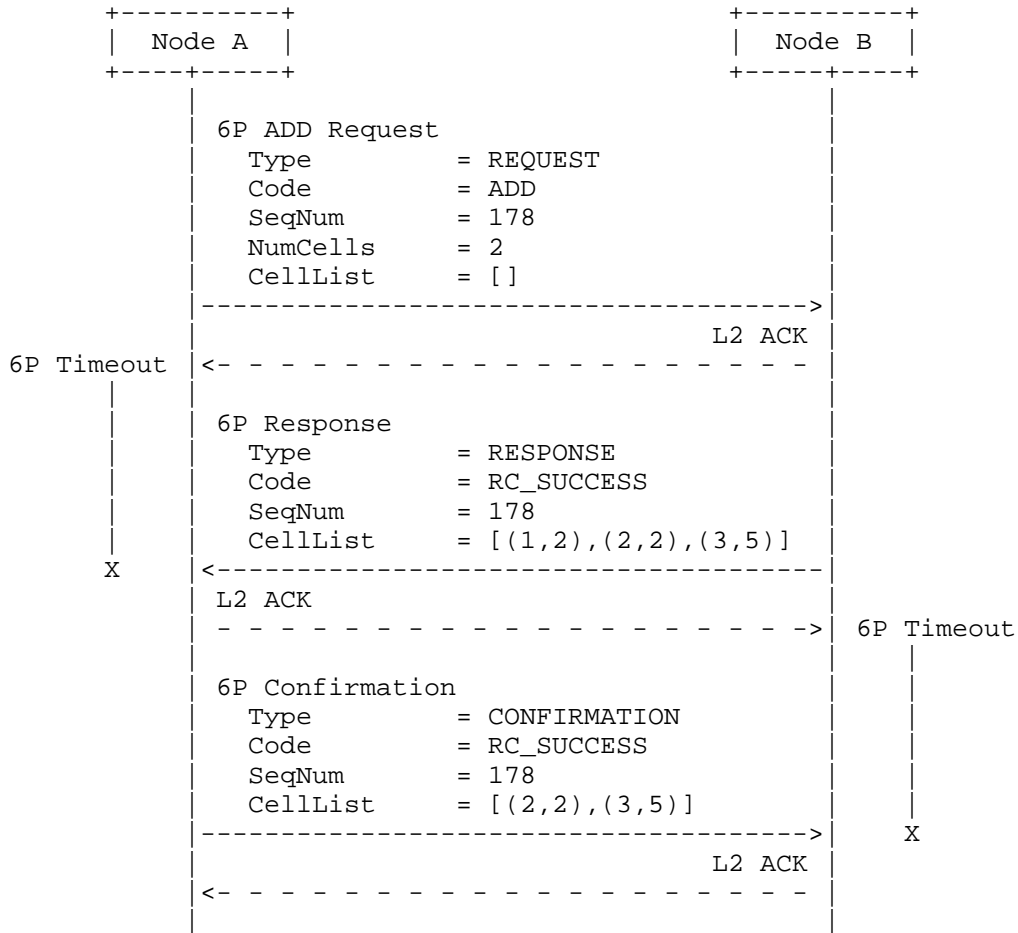 Node A Node B
6P ADD Request
Type = REQUEST
Code = ADD
SeqNum = 178
NumCells = 2
CellList = []
L2 ACK
6P Timeout
6P Response
Type = RESPONSE
Code = RC_SUCCESS
SeqNum = 178
CellList = [(1,2),(2,2),(3,5)]
X
L2 ACK
6P Timeout
6P Confirmation
Type = CONFIRMATION
Code = RC_SUCCESS
SeqNum = 178
CellList = [(2,2),(3,5)]
X
L2 ACK